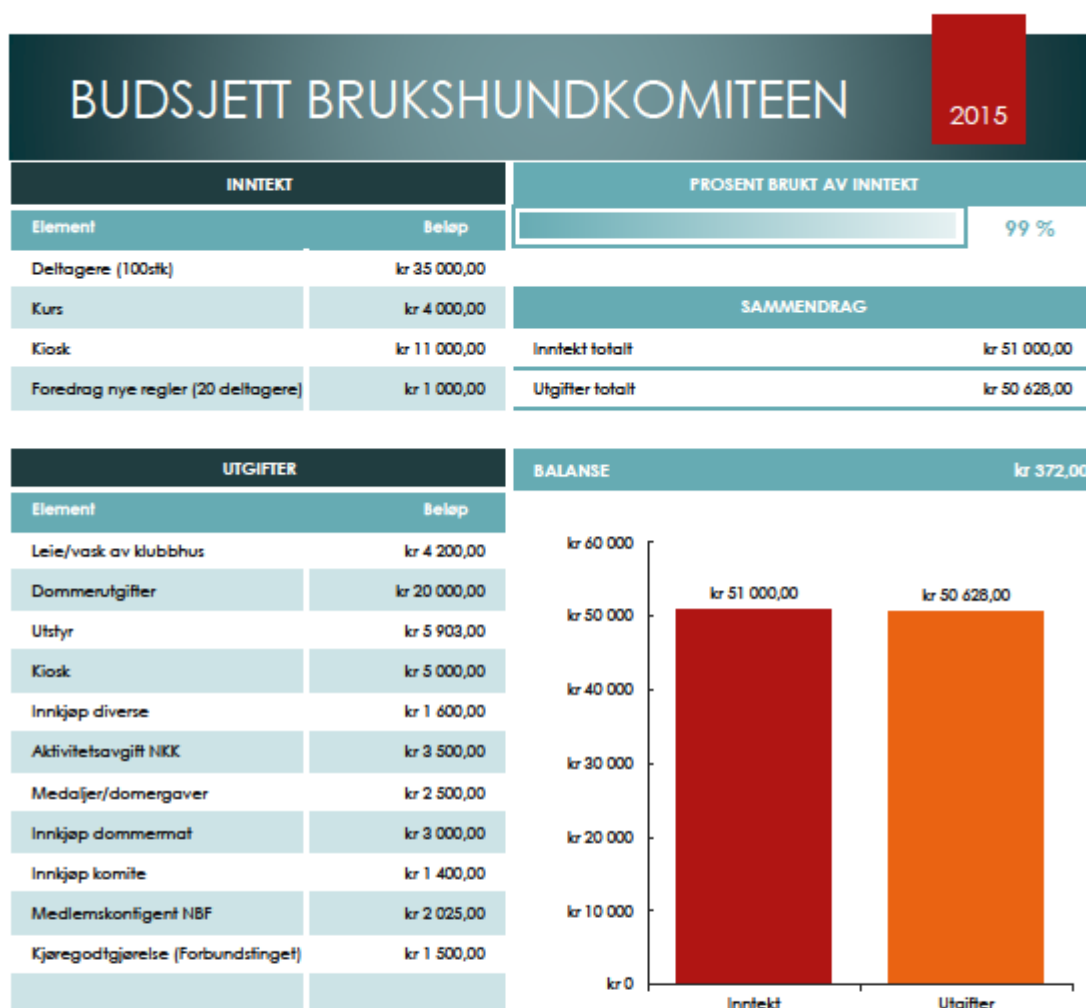 BUDSJETT BRUKSHUNDKOMITEEN
2015
INNTEKT
Element Beløp
Deltagere (100stk) kr 35 000,00
Kurs kr 4 000,00
Kiosk kr 11 000,00
Foredrag nye regler (20 deltagere) kr 1 000,00
PROSENT BRUKT AV INNTEKT
99 %
SAMMENDRAG
Inntekt totalt kr 51 000,00
Utgifter totalt kr 50 628,00
UTGIFTER
Element Beløp
Leie/vask av klubbhus kr 4 200,00
Dommerutgifter kr 20 000,00
Utstyr kr 5 903,00
Kiosk kr 5 000,00
Innkjøp diverse kr 1 600,00
Aktivitetsavgift NKK kr 3 500,00
Medaljer/domergaver kr 2 500,00
Innkjøp dommermat kr 3 000,00
Innkjøp komite kr 1 400,00
Medlemskontigent NBF kr 2 025,00
Kjøregodtgjørelse (Forbundstinget) kr 1 500,00
BALANSE kr 372,00
kr 60 000
kr 51 000,00 kr 50 628,00
kr 50 000
kr 40 000
kr 30 000
kr 20 000
kr 10 000
kr 0
Inntekt Utgifter